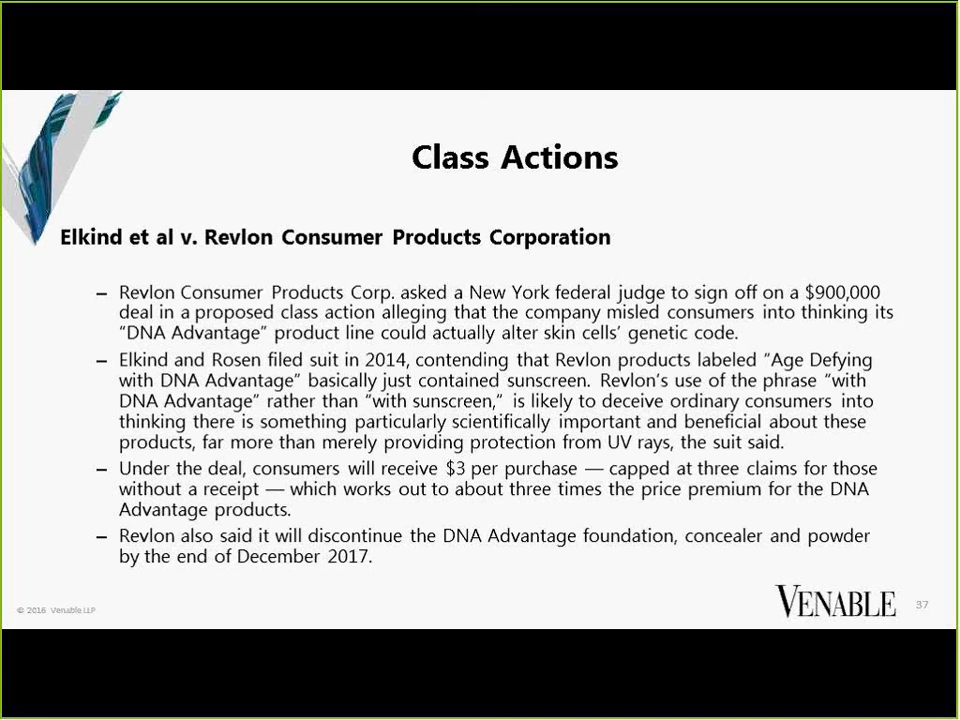 Class Actions
Elkind et al v. Revlon Consumer Products Corporation
– Revlon Consumer Products Corp. asked a New York federal judge to sign off on a $900,000
deal in a proposed class action alleging that the company misled consumers into thinking its
“DNA Advantage” product line could actually alter skin cells’ genetic code.
– Elkind and Rosen filed suit in 2014, contending that Revlon products labeled “Age Defying
with DNA Advantage” basically just contained sunscreen. Revlon’s use of the phrase “with
DNA Advantage” rather than “with sunscreen,” is likely to deceive ordinary consumers into
thinking there is something particularly scientifically important and beneficial about these
products, far more than merely providing protection from UV rays, the suit said.
– Under the deal, consumers will receive $3 per purchase — capped at three claims for those
without a receipt — which works out to about three times the price premium for the DNA
Advantage products.
– Revlon also said it will discontinue the DNA Advantage foundation, concealer and powder
by the end of December 2017.
© 2016 Venable LLP
VENABLE
37